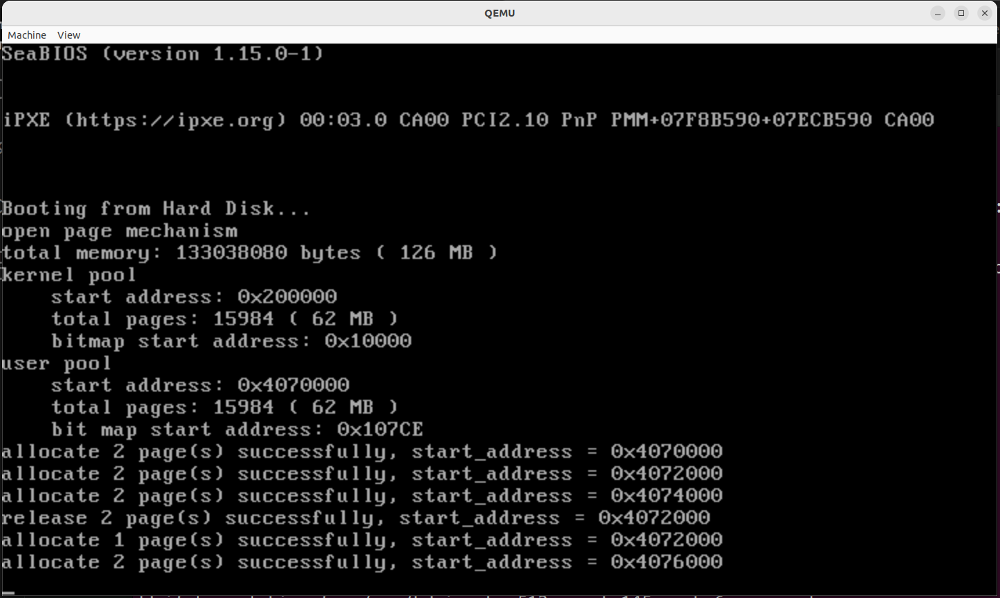 QEMU
Machine View
SeaBIOS (version 1.15.0-1)
iPXE (https://ipxe.org) 00:03.0 CA00 PCI2.10 PnP PMM+07F8B590+07ECB590 CA00
Booting from Hard Disk...
open page mechanism
total memory: 133038080 bytes ( 126 MB )
kernel pool
start address: 0x200000
total pages: 15984 ( 62 MB )
bitmap start address: 0x10000
user pool
start address: 0x4070000
total pages: 15984 ( 62 MB )
bit map start address: 0x107CE
allocate 2 page(s) successfully, start_address = 0x4070000
allocate 2 page(s) successfully, start_address = 0x4072000
allocate 2 page(s) successfully, start_address = 0x4074000
release 2 page(s) successfully, start_address = 0x4072000
allocate 1 page(s) successfully, start_address = 0x4072000
allocate 2 page(s) successfully, start_address = 0x4076000